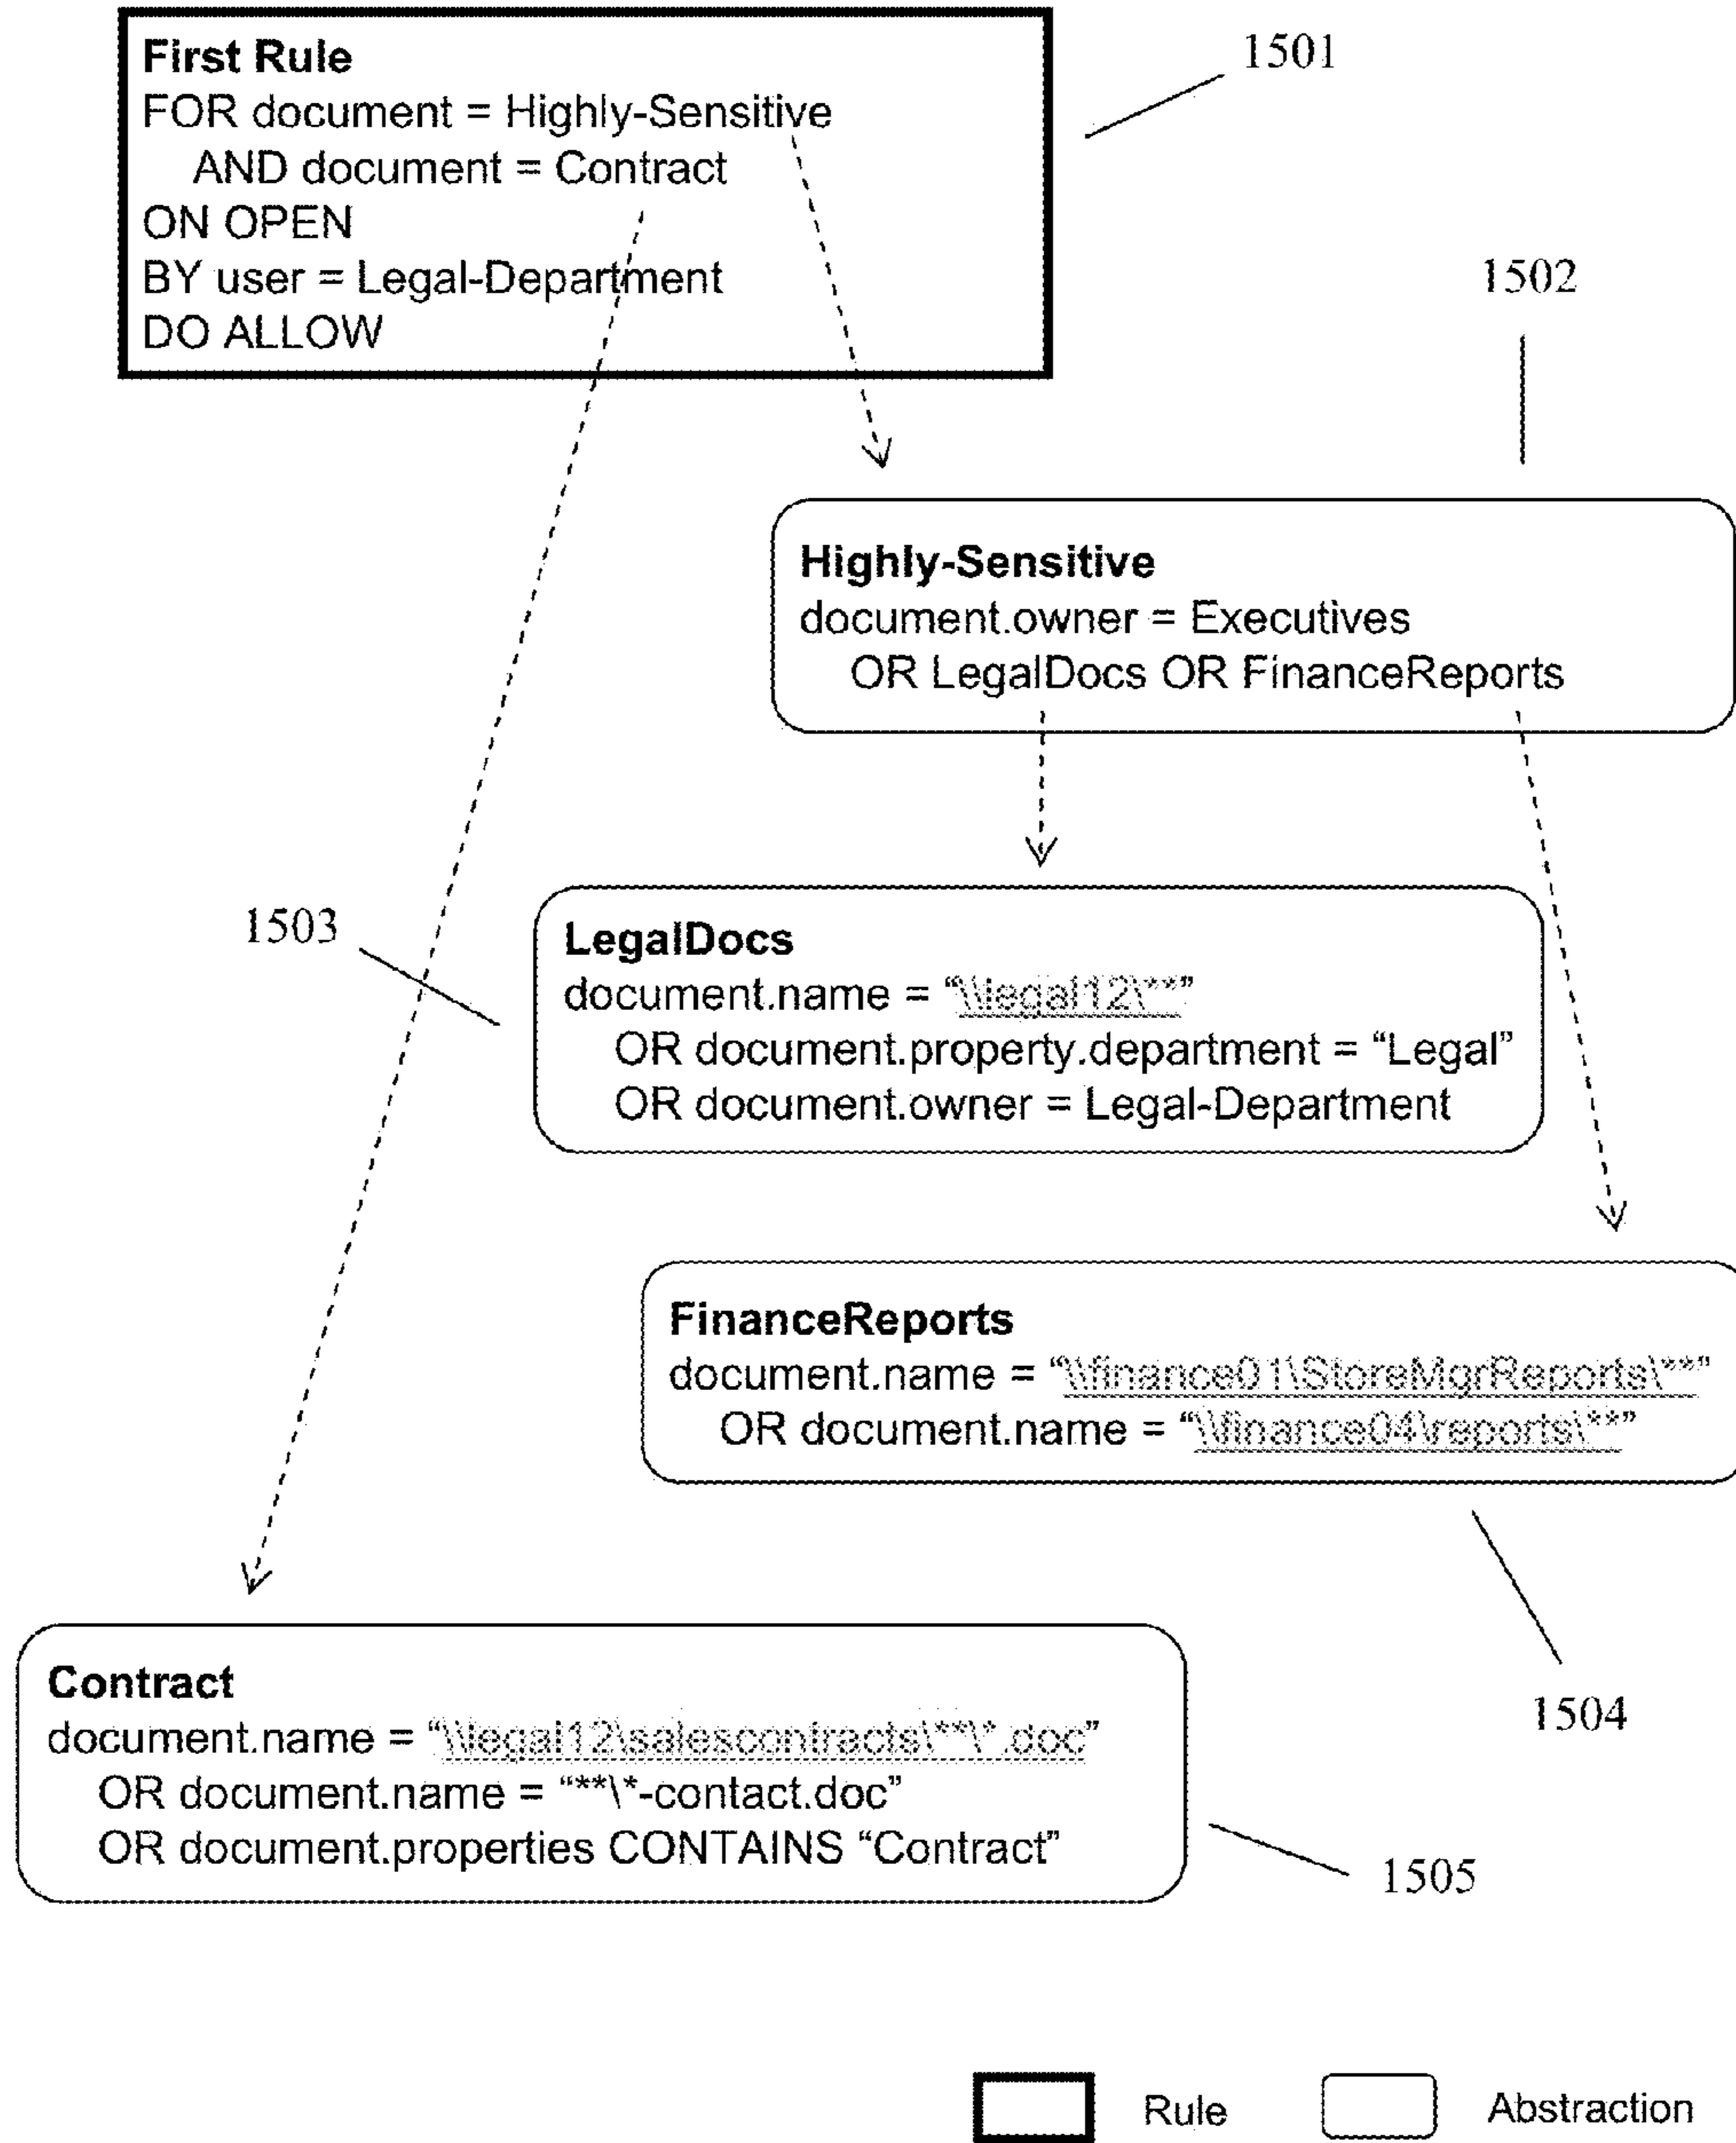 First Rule
FOR document = Highly-Sensitive
AND document = Contract
ON OPEN
BY user = Legal-Department
DO ALLOW
1501
1502
Highly-Sensitive
document.owner = Executives
OR LegalDocs OR FinanceReports
1503
LegalDocs
document.name = “\\legal12\**”
OR document.property.department = “Legal”
OR document.owner = Legal-Department
FinanceReports
document.name = “\\finance01\StoreMgrReports\**”
OR document.name = “\\finance04\reports\**”
1504
Contract
document.name = “\\legal12\salescontracts\**\*.doc”
OR document.name = “**\*-contact.doc”
OR document.properties CONTAINS “Contract”
1505
Rule
Abstraction